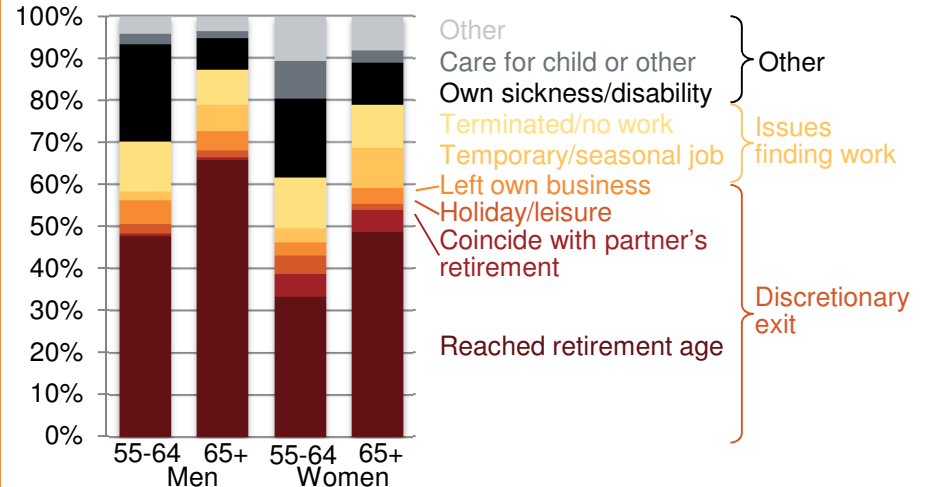 100%
90%
80%
70%
60%
50%
40%
30%
20%
10%
0%
55-64
65+
55-64
65+
Men
Women
Other
Care for child or other
Own sickness/disability
Terminated/no work
Temporary/seasonal job
Left own business
Holiday/leisure
Coincide with partner's
retirement
Reached retirement age
Other
Issues
finding work
Discretionary
exit